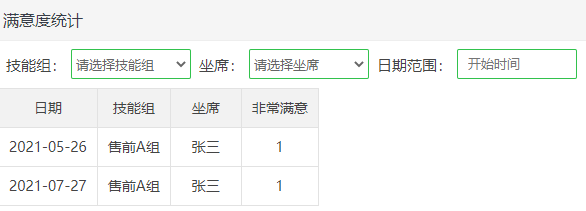 满意度统计
技能组： 请选择技能组 坐席： 请选择坐席 日期范围： 开始时间
日期 技能组 坐席 非常满意
2021-05-26 售前A组 张三 1
2021-07-27 售前A组 张三 1